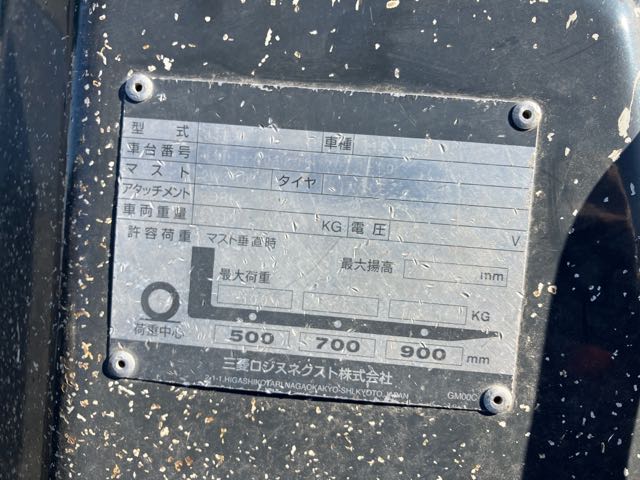 型 式 車種
車台番号
マ ス ト タイヤ
アタッチメント
車両重量 KG 電圧 V
許容荷重 マスト垂直時
最大揚高 mm
最大荷重
KG
荷重中心 500 700 900 mm
三菱ロジスネクスト株式会社
2-1-1,HIGASHIKOTARI,NAGAOKAKYO-SHI,KYOTO,JAPAN GM00C